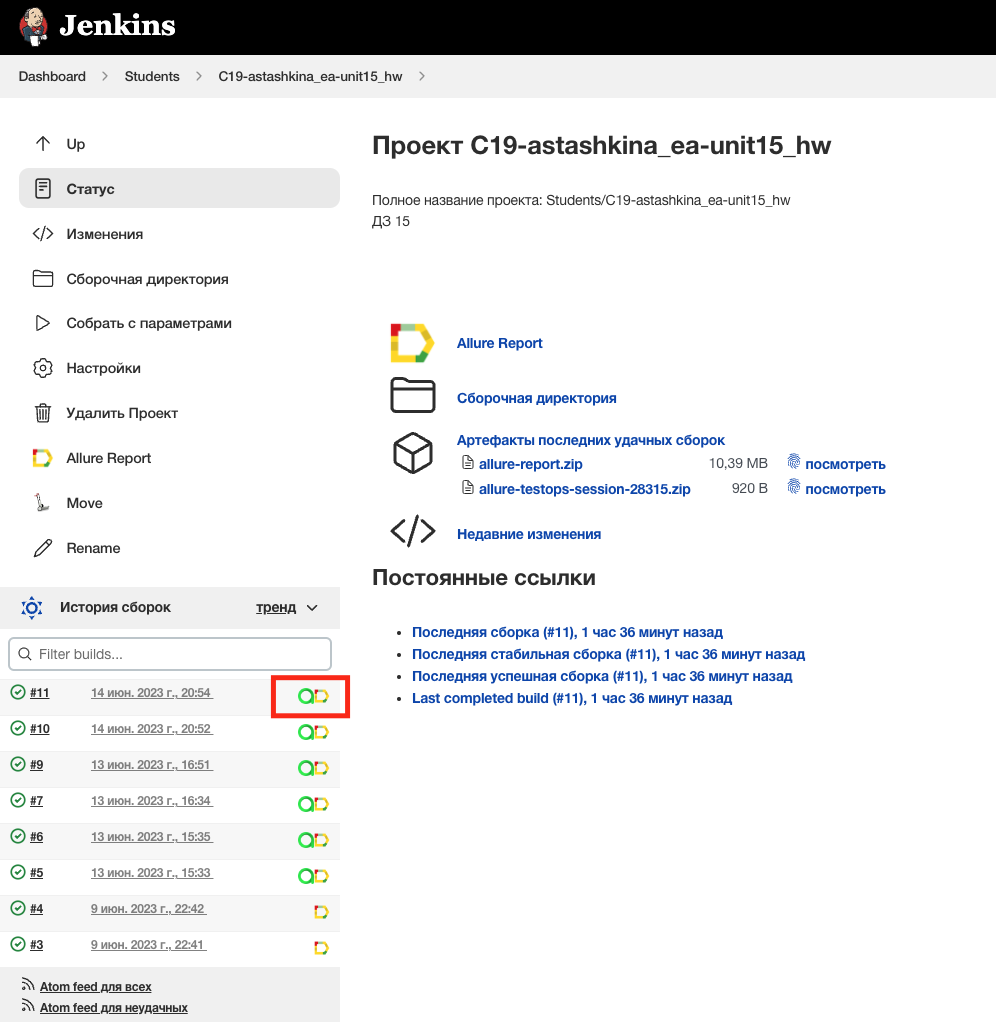 Jenkins
Dashboard
Students
C19-astashkina_ea-unit15_hw
Up
Статус
Изменения
Сборочная директория
Собрать с параметрами
Настройки
Удалить Проект
Allure Report
Move
Rename
История сборок
тренд
Filter builds...
#11 14 июн. 2023 г., 20:54
#10 14 июн. 2023 г., 20:52
#9 13 июн. 2023 г., 16:51
#7 13 июн. 2023 г., 16:34
#6 13 июн. 2023 г., 15:35
#5 13 июн. 2023 г., 15:33
#4 9 июн. 2023 г., 22:42
#3 9 июн. 2023 г., 22:41
Atom feed для всех
Atom feed для неудачных
Проект C19-astashkina_ea-unit15_hw
Полное название проекта: Students/C19-astashkina_ea-unit15_hw
ДЗ 15
Allure Report
Сборочная директория
Артефакты последних удачных сборок
allure-report.zip 10,39 MB посмотреть
allure-testops-session-28315.zip 920 B посмотреть
Недавние изменения
Постоянные ссылки
Последняя сборка (#11), 1 час 36 минут назад
Последняя стабильная сборка (#11), 1 час 36 минут назад
Последняя успешная сборка (#11), 1 час 36 минут назад
Last completed build (#11), 1 час 36 минут назад